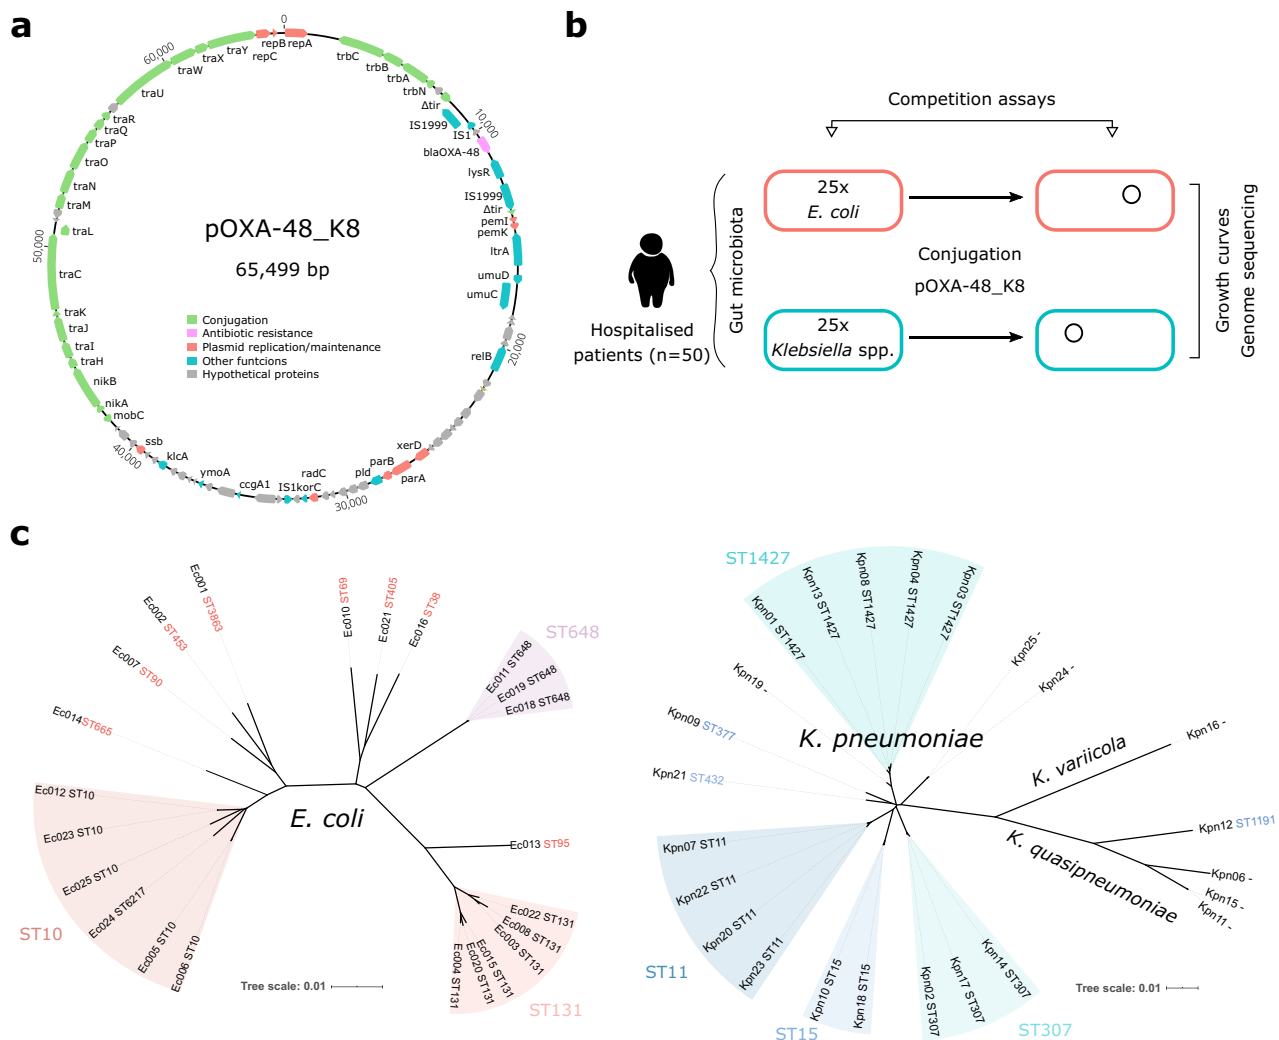 a
0
repB
repA
repC
traY
traX
traW
60,000
traU
traR
traQ
traP
traO
traN
traM
traL
50,000
traC
traK
traJ
traI
traH
nikB
nikA
mobC
40,000
ssb
klcA
ymoA
ccgA1
IS1
korC
radC
30,000
pld
parB
parA
xerD
relB
20,000
umuC
umuD
ltrA
pemK
pemI
Δtir
IS1999
lysR
blaOXA-48
10,000
IS1
IS1999
Δtir
trbN
trbA
trbB
trbC
pOXA-48_K8
65,499 bp
Conjugation
Antibiotic resistance
Plasmid replication/maintenance
Other funtcions
Hypothetical proteins
b
Competition assays
Hospitalised
patients (n=50)
Gut microbiota
25x
E. coli
Conjugation
pOXA-48_K8
25x
Klebsiella spp.
Growth curves
Genome sequencing
c
Ec001 ST3863
Ec002 ST453
Ec007 ST90
Ec014 ST665
Ec010 ST69
Ec021 ST405
Ec016 ST38
ST648
Ec011 ST648
Ec019 ST648
Ec018 ST648
E. coli
Ec012 ST10
Ec023 ST10
Ec025 ST10
Ec024 ST6217
Ec005 ST10
Ec006 ST10
ST10
Ec013 ST95
Ec022 ST131
Ec008 ST131
Ec003 ST131
Ec015 ST131
Ec020 ST131
Ec004 ST131
ST131
Tree scale: 0.01
ST1427
Kpn01 ST1427
Kpn13 ST1427
Kpn08 ST1427
Kpn04 ST1427
Kpn03 ST1427
Kpn25 -
Kpn24 -
Kpn19 -
Kpn09 ST377
Kpn21 ST432
K. pneumoniae
K. variicola
Kpn16 -
Kpn12 ST1191
K. quasipneumoniae
Kpn06 -
Kpn15 -
Kpn11 -
Kpn07 ST11
Kpn22 ST11
Kpn20 ST11
Kpn23 ST11
ST11
Kpn10 ST15
Kpn18 ST15
ST15
Kpn02 ST307
Kpn17 ST307
Kpn14 ST307
ST307
Tree scale: 0.01